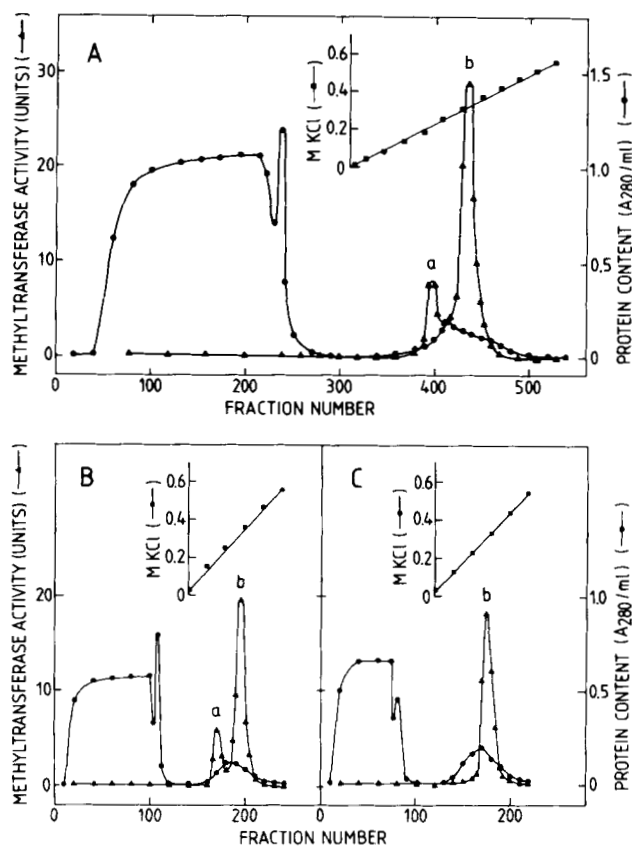 A
METHYLTRANSFERASE ACTIVITY (UNITS) (—▲—)
30
20
10
0
M KCl (—■—)
0.6
0.4
0.2
0
a
b
PROTEIN CONTENT (A280/ml) (—●—)
1.5
1.0
0.5
0
0 100 200 300 400 500
FRACTION NUMBER
B
METHYLTRANSFERASE ACTIVITY (UNITS) (—▲—)
20
10
0
M KCl (—●—)
0.6
0.4
0.2
0
a
b
0 100 200
FRACTION NUMBER
C
M KCl (—●—)
0.6
0.4
0.2
0
b
PROTEIN CONTENT (A280/ml) (—●—)
1.0
0.5
0
0 100 200
FRACTION NUMBER